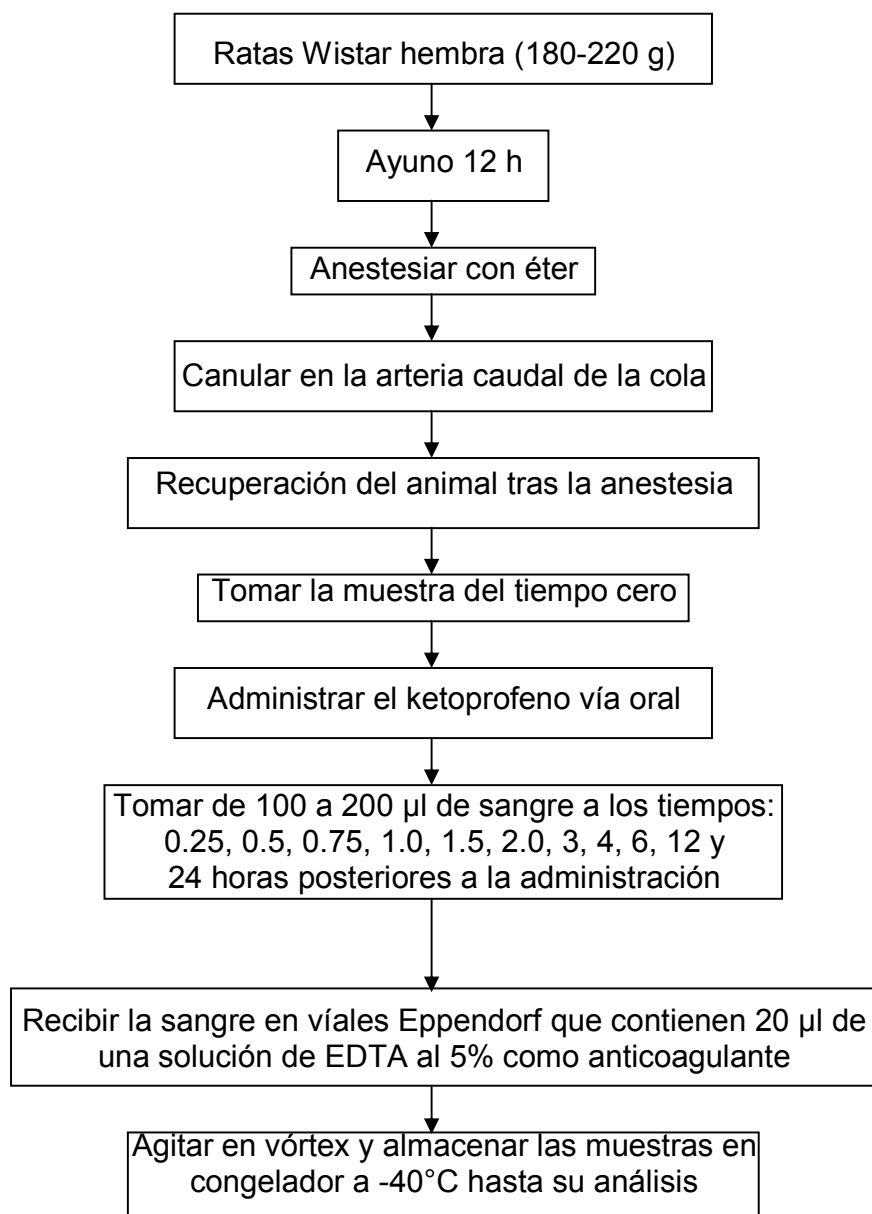 Ratas Wistar hembra (180-220 g)
Ayuno 12 h
Anestesiar con éter
Canular en la arteria caudal de la cola
Recuperación del animal tras la anestesia
Tomar la muestra del tiempo cero
Administrar el ketoprofeno vía oral
Tomar de 100 a 200 µl de sangre a los tiempos:
0.25, 0.5, 0.75, 1.0, 1.5, 2.0, 3, 4, 6, 12 y
24 horas posteriores a la administración
Recibir la sangre en víales Eppendorf que contienen 20 µl de
una solución de EDTA al 5% como anticoagulante
Agitar en vórtex y almacenar las muestras en
congelador a -40°C hasta su análisis